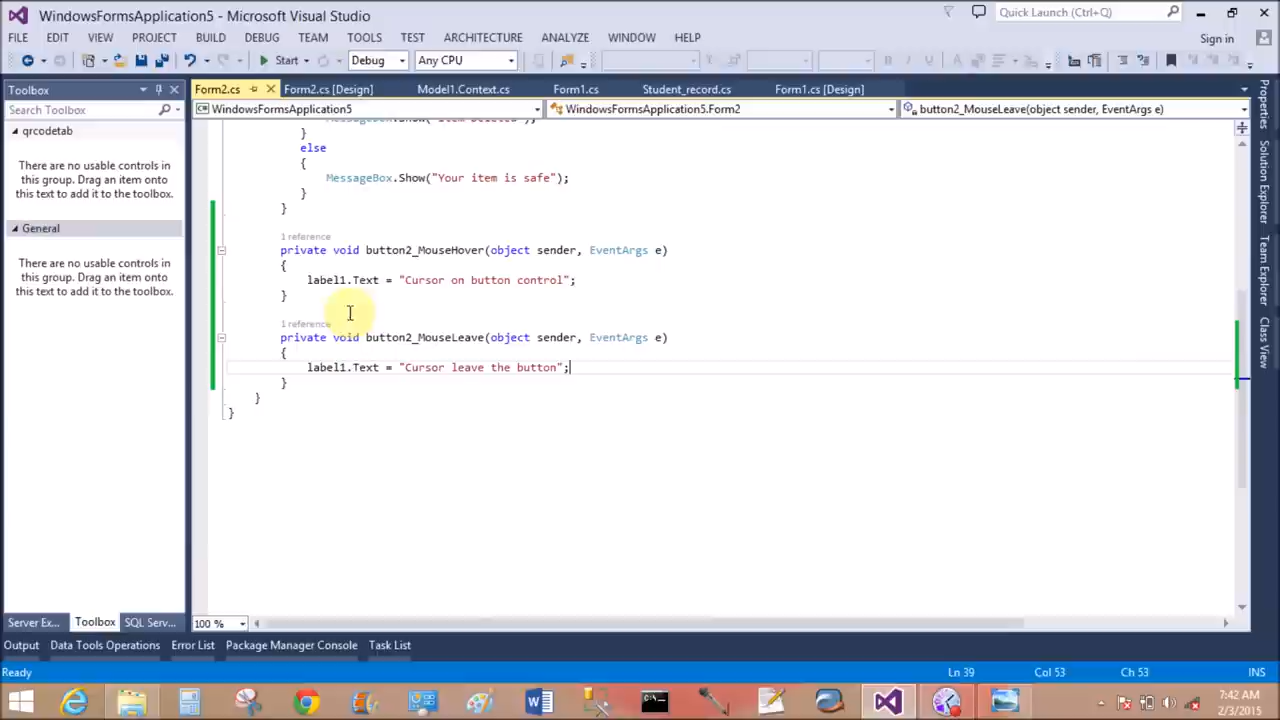 WindowsFormsApplication5 - Microsoft Visual Studio
Quick Launch (Ctrl+Q)
FILE EDIT VIEW PROJECT BUILD DEBUG TEAM TOOLS TEST ARCHITECTURE ANALYZE WINDOW HELP
Sign in
Start Debug Any CPU
Toolbox
Form2.cs Form2.cs [Design] Model1.Context.cs Form1.cs Student_record.cs Form1.cs [Design]
Search Toolbox
WindowsFormsApplication5 WindowsFormsApplication5.Form2 button2_MouseLeave(object sender, EventArgs e)
qrcodetab
There are no usable controls in
this group. Drag an item onto
this text to add it to the toolbox.
General
There are no usable controls in
this group. Drag an item onto
this text to add it to the toolbox.
MessageBox.Show("Item Deleted");
}
else
{
MessageBox.Show("Your item is safe");
}
}
1 reference
private void button2_MouseHover(object sender, EventArgs e)
{
label1.Text = "Cursor on button control";
}
1 reference
private void button2_MouseLeave(object sender, EventArgs e)
{
label1.Text = "Cursor leave the button";
}
}
}
Properties
Solution Explorer
Team Explorer
Class View
100 %
Server Ex... Toolbox SQL Serv...
Output Data Tools Operations Error List Package Manager Console Task List
Ready Ln 39 Col 53 Ch 53 INS
7:42 AM
2/3/2015